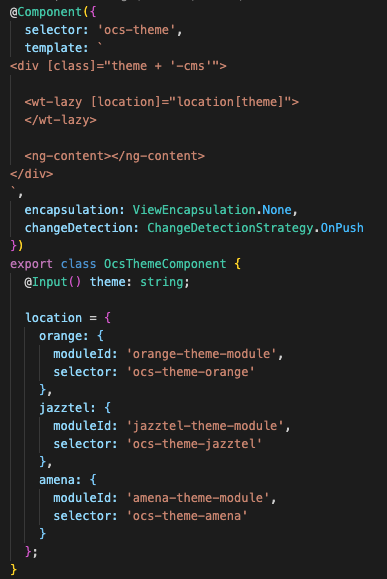 @Component({
  selector: 'ocs-theme',
  template: `
<div [class]="theme + '-cms'">
  <wt-lazy [location]="location[theme]">
  </wt-lazy>
  <ng-content></ng-content>
</div>
`,
  encapsulation: ViewEncapsulation.None,
  changeDetection: ChangeDetectionStrategy.OnPush
})
export class OcsThemeComponent {
  @Input() theme: string;
  location = {
    orange: {
      moduleId: 'orange-theme-module',
      selector: 'ocs-theme-orange'
    },
    jazztel: {
      moduleId: 'jazztel-theme-module',
      selector: 'ocs-theme-jazztel'
    },
    amena: {
      moduleId: 'amena-theme-module',
      selector: 'ocs-theme-amena'
    }
  };
}